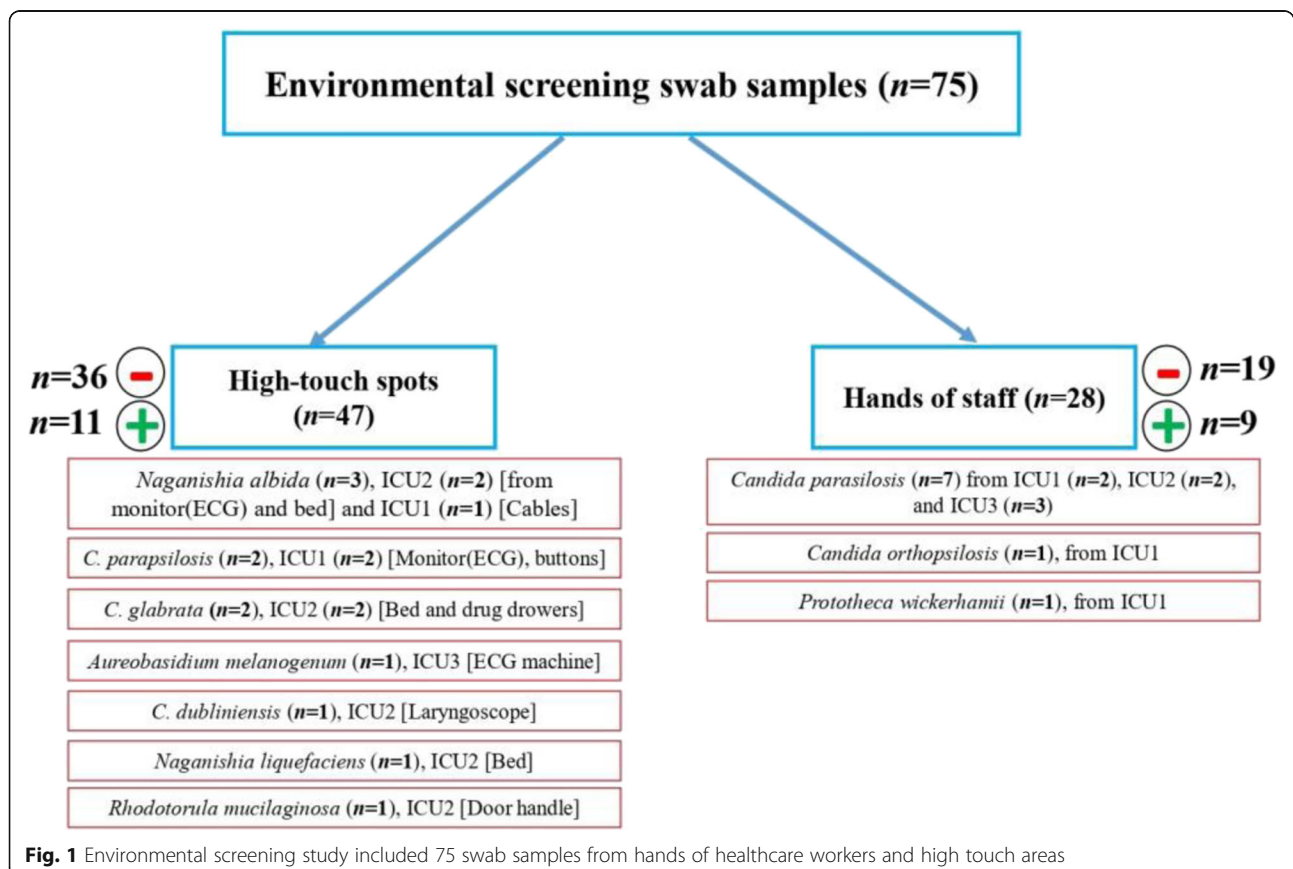 Environmental screening swab samples (n=75)
n=36 -
n=11 +
High-touch spots
(n=47)
Naganishia albida (n=3), ICU2 (n=2) [from
monitor(ECG) and bed] and ICU1 (n=1) [Cables]
C. parapsilosis (n=2), ICU1 (n=2) [Monitor(ECG), buttons]
C. glabrata (n=2), ICU2 (n=2) [Bed and drug drowers]
Aureobasidium melanogenum (n=1), ICU3 [ECG machine]
C. dubliniensis (n=1), ICU2 [Laryngoscope]
Naganishia liquefaciens (n=1), ICU2 [Bed]
Rhodotorula mucilaginosa (n=1), ICU2 [Door handle]
Hands of staff (n=28)
- n=19
+ n=9
Candida parasilosis (n=7) from ICU1 (n=2), ICU2 (n=2),
and ICU3 (n=3)
Candida orthopsilosis (n=1), from ICU1
Prototheca wickerhamii (n=1), from ICU1
Fig. 1 Environmental screening study included 75 swab samples from hands of healthcare workers and high touch areas